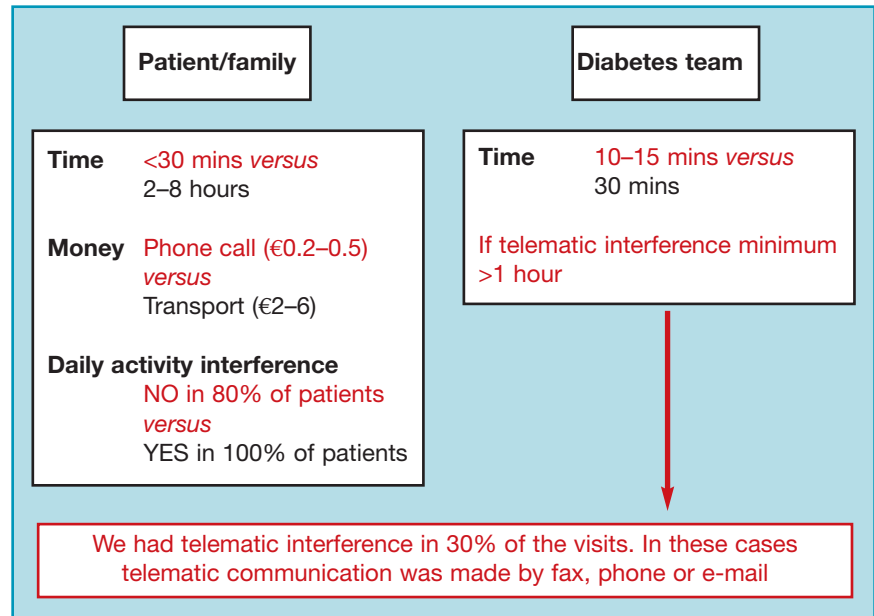 Patient/family
Time <30 mins versus
2–8 hours
Money Phone call (€0.2–0.5)
versus
Transport (€2–6)
Daily activity interference
NO in 80% of patients
versus
YES in 100% of patients
Diabetes team
Time 10–15 mins versus
30 mins
If telematic interference minimum
>1 hour
We had telematic interference in 30% of the visits. In these cases
telematic communication was made by fax, phone or e-mail